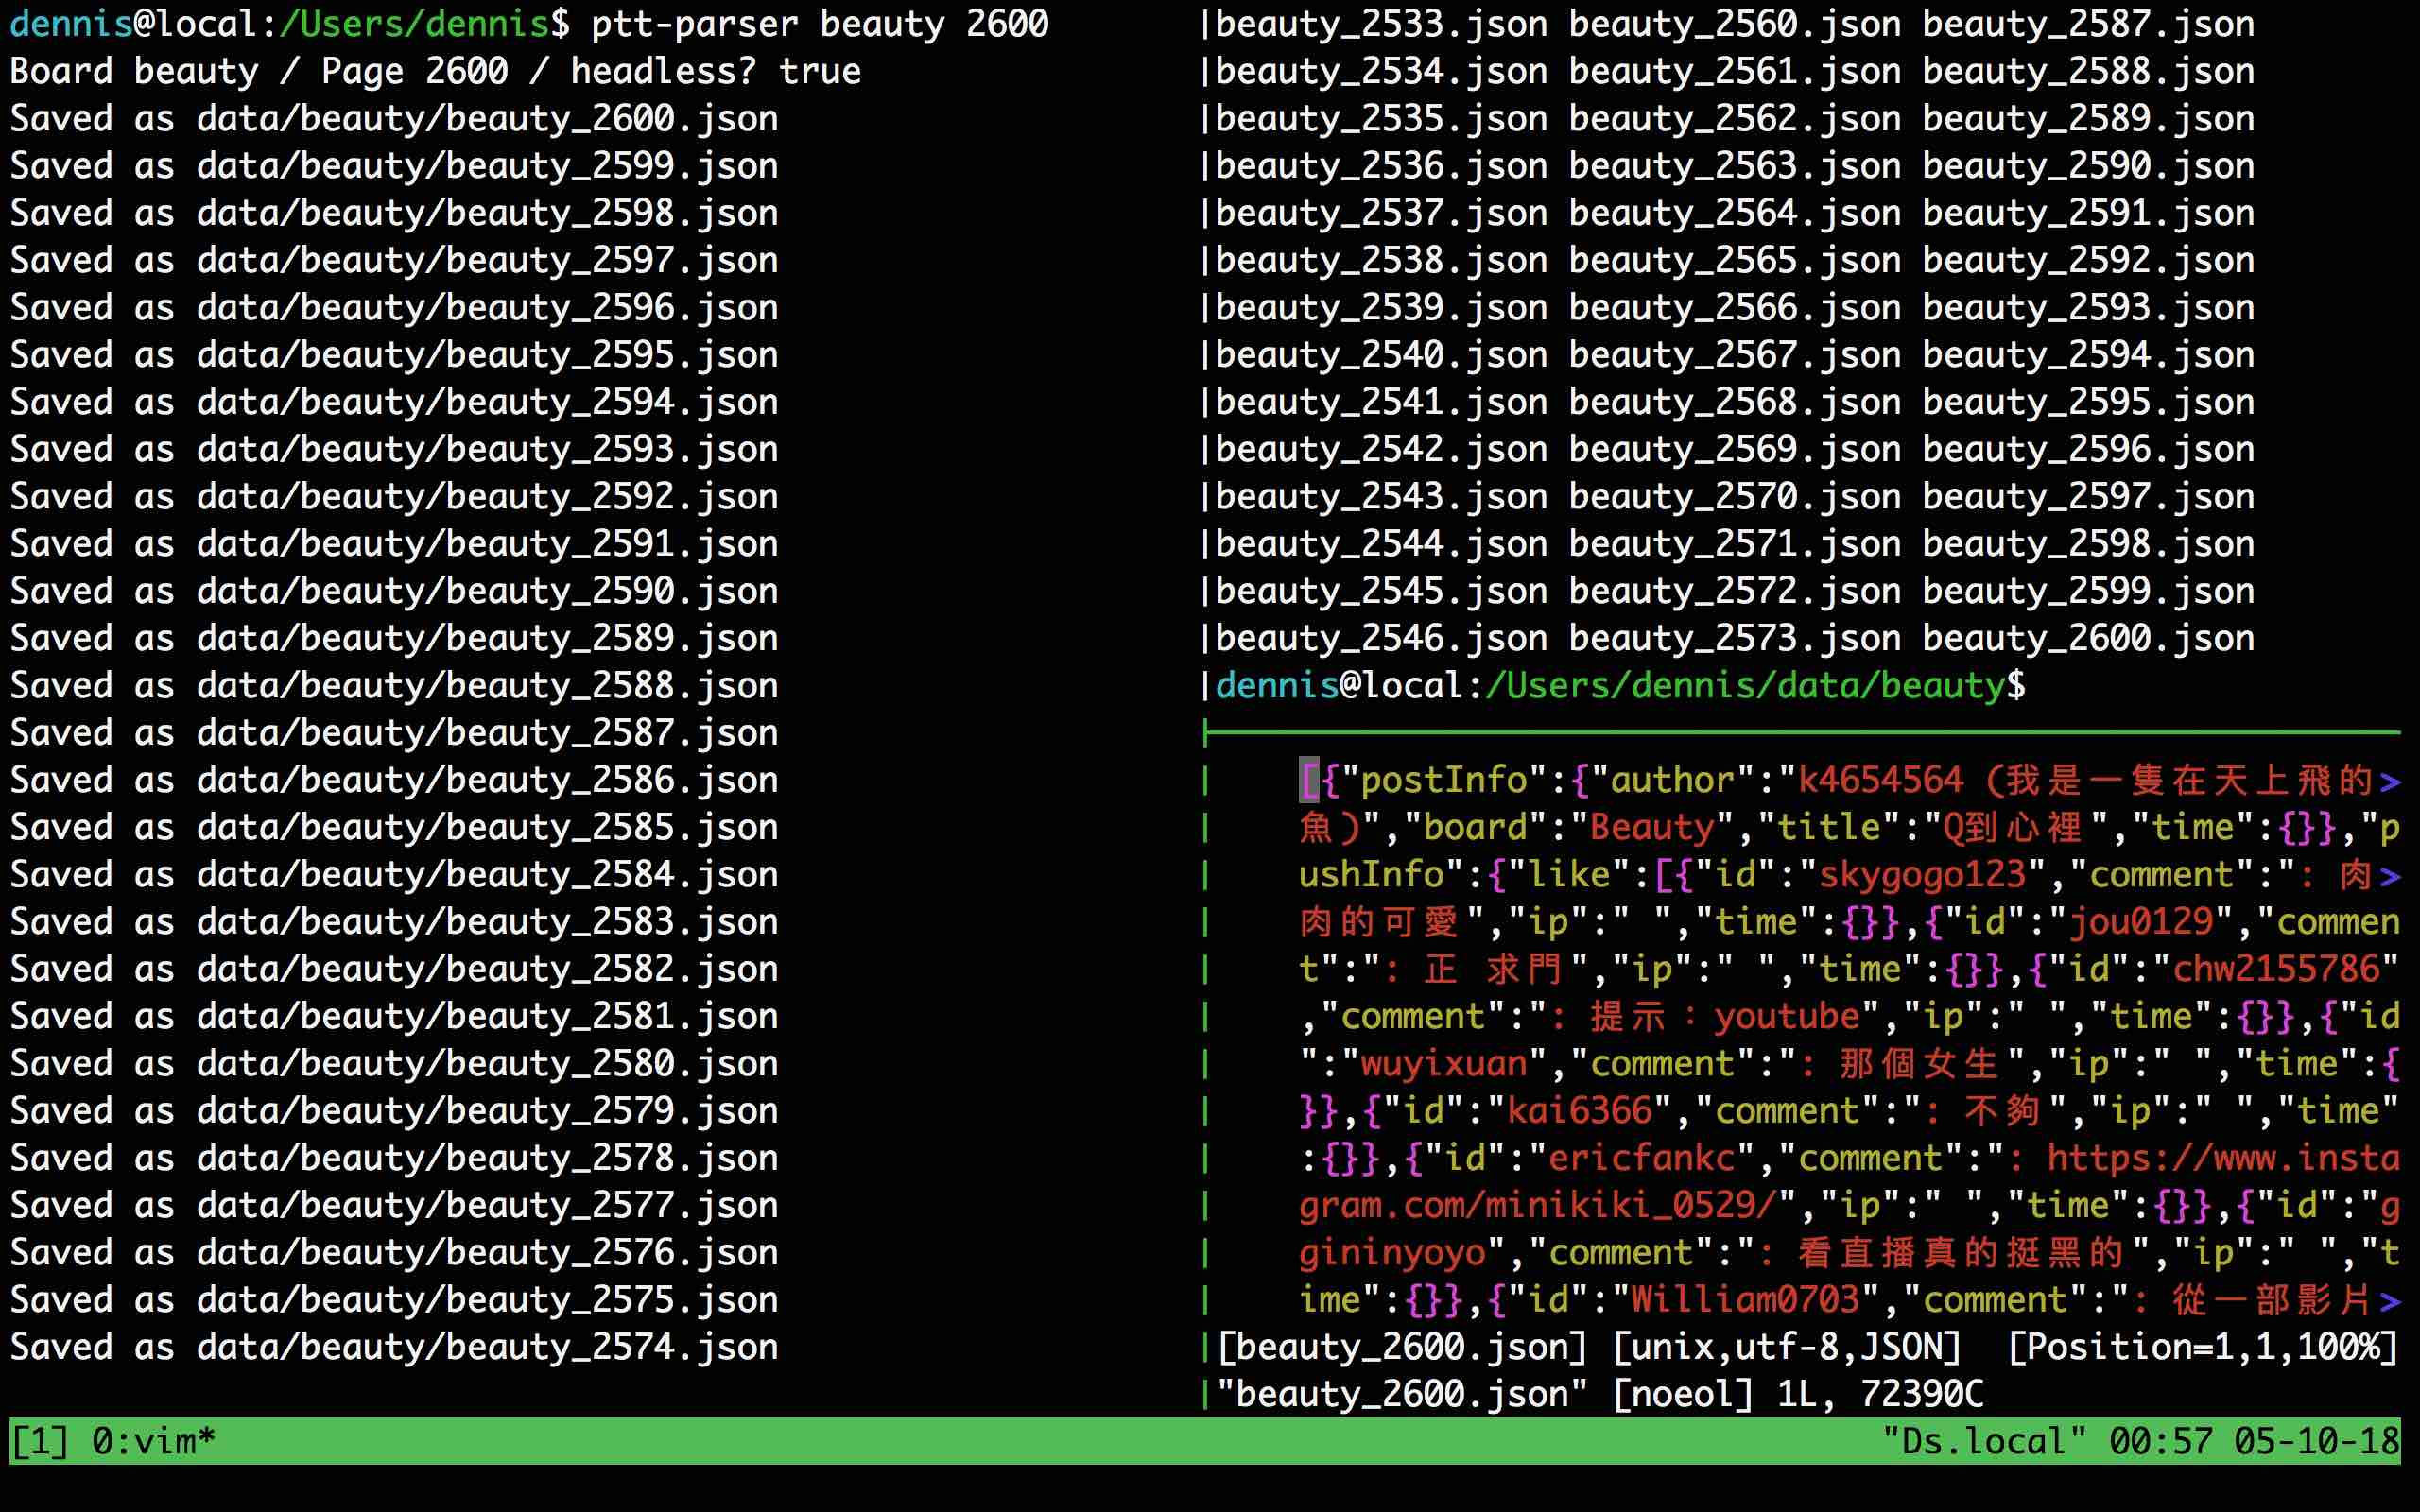 dennis@local:/Users/dennis$ ptt-parser beauty 2600
Board beauty / Page 2600 / headless? true
Saved as data/beauty/beauty_2600.json
Saved as data/beauty/beauty_2599.json
Saved as data/beauty/beauty_2598.json
Saved as data/beauty/beauty_2597.json
Saved as data/beauty/beauty_2596.json
Saved as data/beauty/beauty_2595.json
Saved as data/beauty/beauty_2594.json
Saved as data/beauty/beauty_2593.json
Saved as data/beauty/beauty_2592.json
Saved as data/beauty/beauty_2591.json
Saved as data/beauty/beauty_2590.json
Saved as data/beauty/beauty_2589.json
Saved as data/beauty/beauty_2588.json
Saved as data/beauty/beauty_2587.json
Saved as data/beauty/beauty_2586.json
Saved as data/beauty/beauty_2585.json
Saved as data/beauty/beauty_2584.json
Saved as data/beauty/beauty_2583.json
Saved as data/beauty/beauty_2582.json
Saved as data/beauty/beauty_2581.json
Saved as data/beauty/beauty_2580.json
Saved as data/beauty/beauty_2579.json
Saved as data/beauty/beauty_2578.json
Saved as data/beauty/beauty_2577.json
Saved as data/beauty/beauty_2576.json
Saved as data/beauty/beauty_2575.json
Saved as data/beauty/beauty_2574.json
beauty_2533.json beauty_2560.json beauty_2587.json
beauty_2534.json beauty_2561.json beauty_2588.json
beauty_2535.json beauty_2562.json beauty_2589.json
beauty_2536.json beauty_2563.json beauty_2590.json
beauty_2537.json beauty_2564.json beauty_2591.json
beauty_2538.json beauty_2565.json beauty_2592.json
beauty_2539.json beauty_2566.json beauty_2593.json
beauty_2540.json beauty_2567.json beauty_2594.json
beauty_2541.json beauty_2568.json beauty_2595.json
beauty_2542.json beauty_2569.json beauty_2596.json
beauty_2543.json beauty_2570.json beauty_2597.json
beauty_2544.json beauty_2571.json beauty_2598.json
beauty_2545.json beauty_2572.json beauty_2599.json
beauty_2546.json beauty_2573.json beauty_2600.json
dennis@local:/Users/dennis/data/beauty$
[{"postInfo":{"author":"k4654564 (我是一隻在天上飛的>
魚)","board":"Beauty","title":"Q到心裡","time":{}},"p
ushInfo":{"like":[{"id":"skygogo123","comment":": 肉>
肉的可愛","ip":" ","time":{}},{"id":"jou0129","commen
t":": 正 求門","ip":" ","time":{}},{"id":"chw2155786"
,"comment":": 提示：youtube","ip":" ","time":{}},{"id
":"wuyixuan","comment":": 那個女生","ip":" ","time":{
}},{"id":"kai6366","comment":": 不夠","ip":" ","time"
:{}},{"id":"ericfankc","comment":": https://www.insta
gram.com/minikiki_0529/","ip":" ","time":{}},{"id":"g
gininyoyo","comment":": 看直播真的挺黑的","ip":" ","t
ime":{}},{"id":"William0703","comment":": 從一部影片>
[beauty_2600.json] [unix,utf-8,JSON]  [Position=1,1,100%]
"beauty_2600.json" [noeol] 1L, 72390C
[1] 0:vim* "Ds.local" 00:57 05-10-18